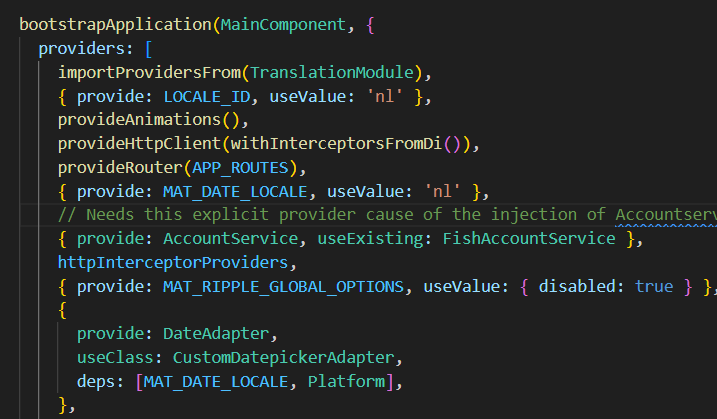 bootstrapApplication(MainComponent, {
providers: [
importProvidersFrom(TranslationModule),
{ provide: LOCALE_ID, useValue: 'nl' },
provideAnimations(),
provideHttpClient(withInterceptorsFromDi()),
provideRouter(APP_ROUTES),
{ provide: MAT_DATE_LOCALE, useValue: 'nl' },
// Needs this explicit provider cause of the injection of Accountserv
{ provide: AccountService, useExisting: FishAccountService },
httpInterceptorProviders,
{ provide: MAT_RIPPLE_GLOBAL_OPTIONS, useValue: { disabled: true } },
{
provide: DateAdapter,
useClass: CustomDatepickerAdapter,
deps: [MAT_DATE_LOCALE, Platform],
},